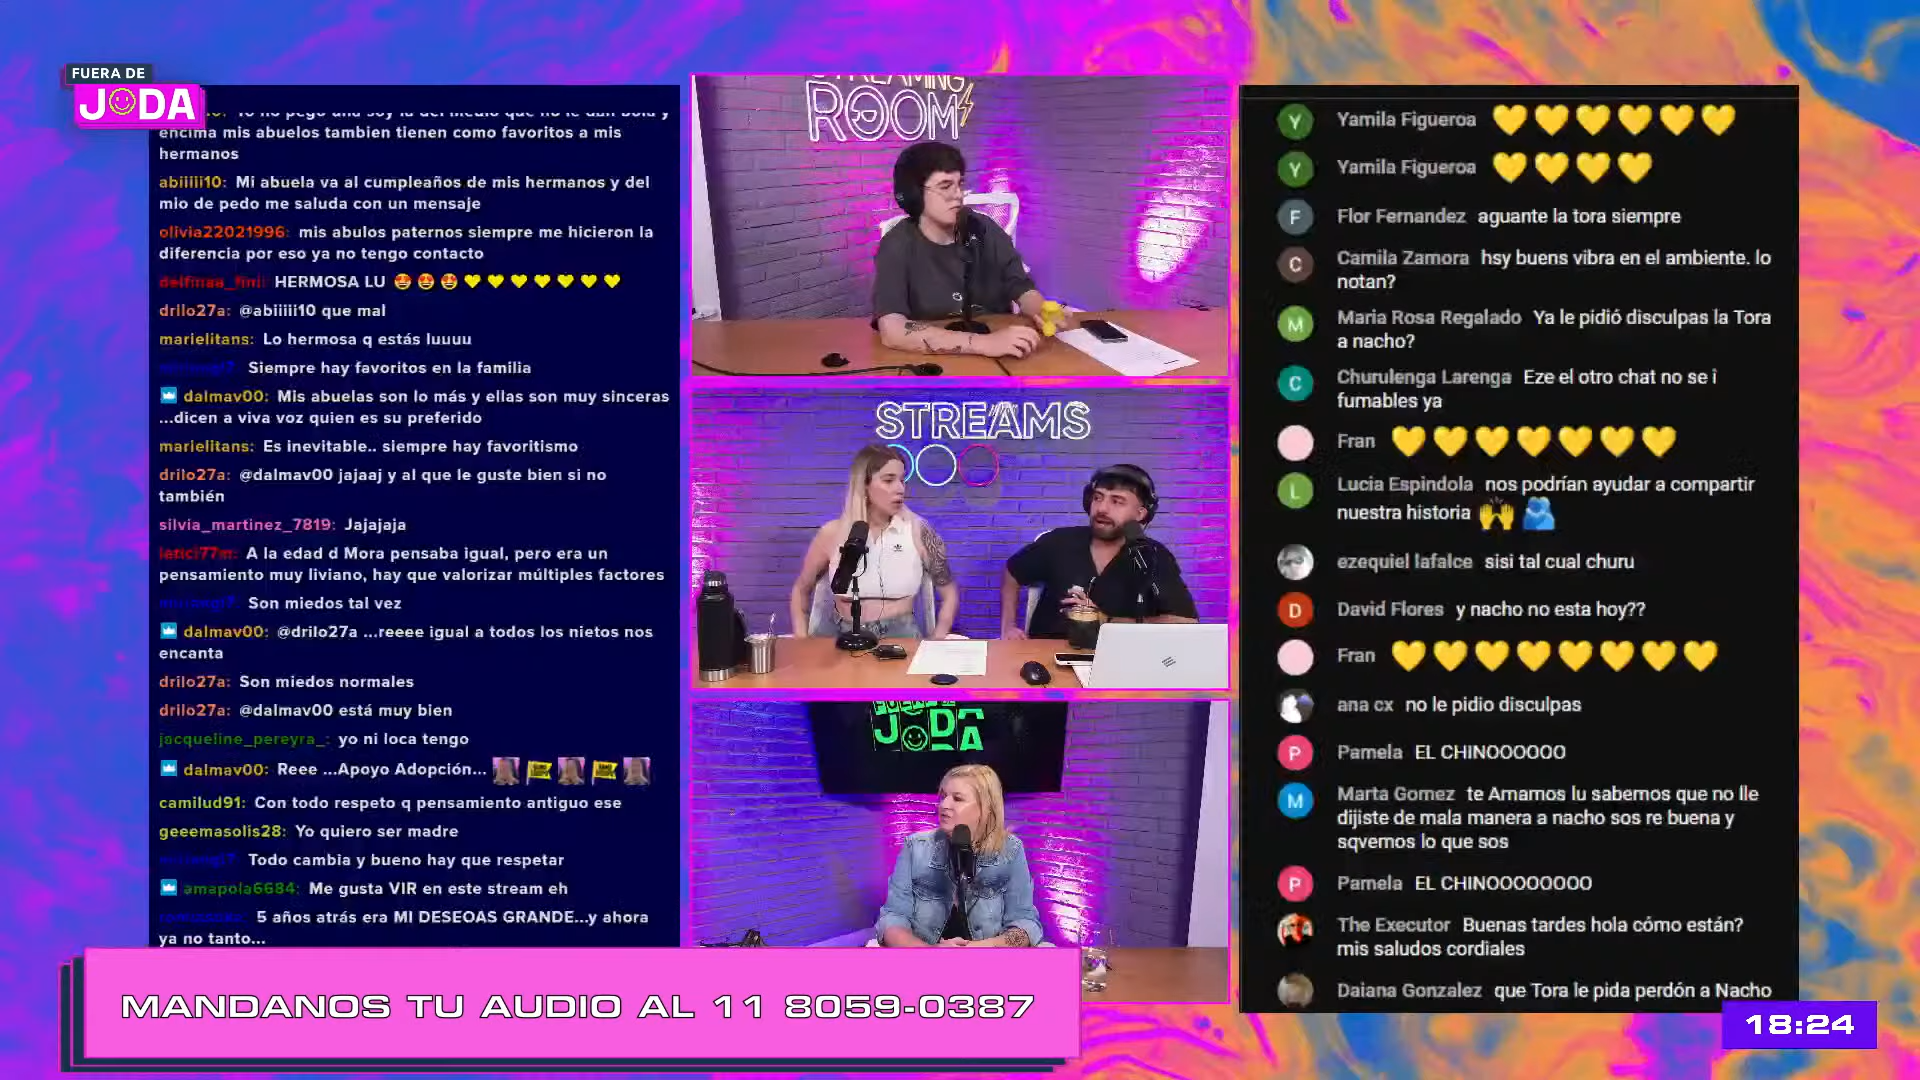 FUERA DE
JODA
encima mis abuelos tambien tienen como favoritos a mis
hermanos
abiiiii10: Mi abuela va al cumpleaños de mis hermanos y del
mio de pedo me saluda con un mensaje
olivia22021996: mis abulos paternos siempre me hicieron la
diferencia por eso ya no tengo contacto
HERMOSA LU 😍 😍 😍 💛 💛 💛 💛 💛 💛 💛
drilo27a: @abiiiii10 que mal
marielitans: Lo hermosa q estás luuuu
Siempre hay favoritos en la familia
dalmav00: Mis abuelas son lo más y ellas son muy sinceras
...dicen a viva voz quien es su preferido
marielitans: Es inevitable.. siempre hay favoritismo
drilo27a: @dalmav00 jajaaj y al que le guste bien si no
también
silvia_martinez_7819: Jajajaja
letici77m: A la edad d Mora pensaba igual, pero era un
pensamiento muy liviano, hay que valorizar múltiples factores
Son miedos tal vez
dalmav00: @drilo27a ...reeee igual a todos los nietos nos
encanta
drilo27a: Son miedos normales
drilo27a: @dalmav00 está muy bien
jacqueline_pereyra_: yo ni loca tengo
dalmav00: Reee ...Apoyo Adopción...
camilud91: Con todo respeto q pensamiento antiguo ese
geeemasolis28: Yo quiero ser madre
Todo cambia y bueno hay que respetar
amapola6684: Me gusta VIR en este stream eh
5 años atrás era MI DESEOAS GRANDE...y ahora
ya no tanto...
STREAMING
ROOM
STREAMS
FUERA DE
JODA
Y Yamila Figueroa 💛 💛 💛 💛 💛 💛
Y Yamila Figueroa 💛 💛 💛 💛
F Flor Fernandez aguante la tora siempre
C Camila Zamora hsy buens vibra en el ambiente. lo
notan?
M Maria Rosa Regalado Ya le pidió disculpas la Tora
a nacho?
C Churulenga Larenga Eze el otro chat no se i
fumables ya
Fran 💛 💛 💛 💛 💛 💛 💛
L Lucia Espindola nos podrían ayudar a compartir
nuestra historia 🙌 🫂
ezequiel lafalce sisi tal cual churu
D David Flores y nacho no esta hoy??
Fran 💛 💛 💛 💛 💛 💛 💛 💛
ana cx no le pidio disculpas
P Pamela EL CHINOOOOOO
M Marta Gomez te Amamos lu sabemos que no lle
dijiste de mala manera a nacho sos re buena y
sqvemos lo que sos
P Pamela EL CHINOOOOOOOO
The Executor Buenas tardes hola cómo están?
mis saludos cordiales
Daiana Gonzalez que Tora le pida perdón a Nacho
MANDANOS TU AUDIO AL 11 8059-0387
18:24